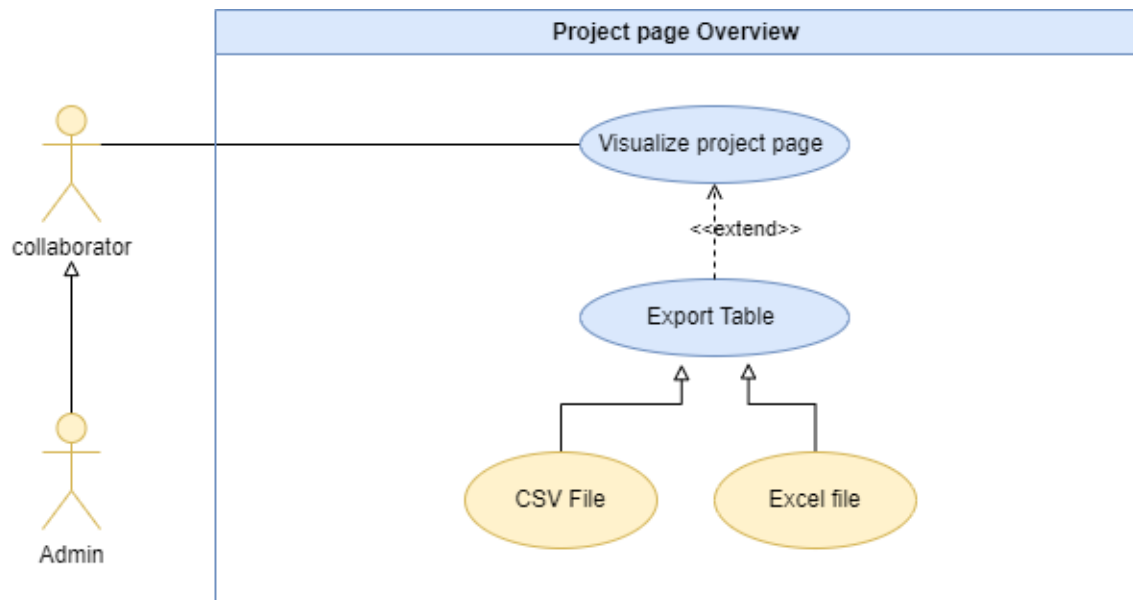 Project page Overview
Visualize project page
collaborator
<<extend>>
Export Table
CSV File
Excel file
Admin